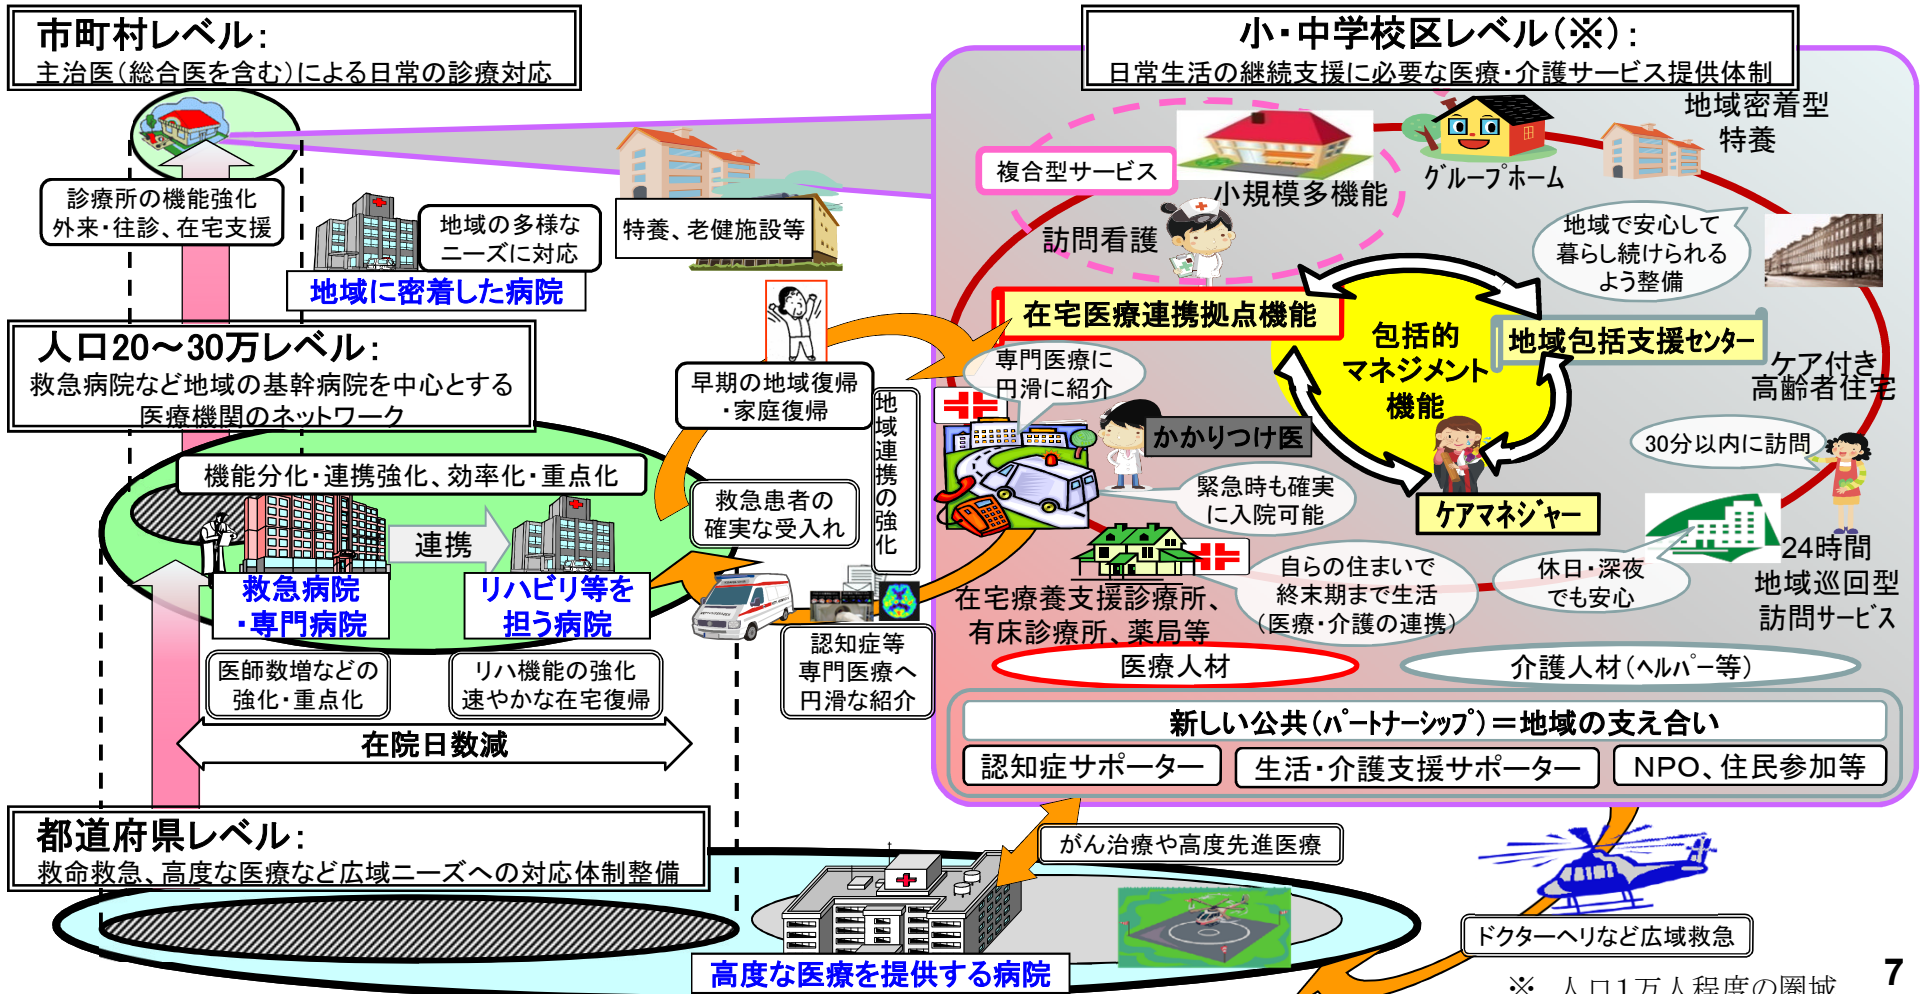 市町村レベル：
主治医（総合医を含む）による日常の診療対応
診療所の機能強化
外来・往診、在宅支援
地域の多様な
ニーズに対応
地域に密着した病院
特養、老健施設等
人口20～30万レベル：
救急病院など地域の基幹病院を中心とする
医療機関のネットワーク
機能分化・連携強化、効率化・重点化
連携
救急病院
・専門病院
リハビリ等を
担う病院
医師数増などの
強化・重点化
リハ機能の強化
速やかな在宅復帰
在院日数減
早期の地域復帰
・家庭復帰
地域連携の強化
救急患者の
確実な受入れ
認知症等
専門医療へ
円滑な紹介
都道府県レベル：
救命救急、高度な医療など広域ニーズへの対応体制整備
高度な医療を提供する病院
がん治療や高度先進医療
ドクターヘリなど広域救急
小・中学校区レベル（※）：
日常生活の継続支援に必要な医療・介護サービス提供体制
複合型サービス
小規模多機能
訪問看護
グループホーム
地域密着型
特養
地域で安心して
暮らし続けられる
よう整備
在宅医療連携拠点機能
包括的
マネジメント
機能
地域包括支援センター
ケア付き
高齢者住宅
専門医療に
円滑に紹介
かかりつけ医
緊急時も確実
に入院可能
ケアマネジャー
30分以内に訪問
24時間
地域巡回型
訪問サービス
休日・深夜
でも安心
自らの住まいで
終末期まで生活
（医療・介護の連携）
在宅療養支援診療所、
有床診療所、薬局等
医療人材
介護人材（ヘルパー等）
新しい公共（パートナーシップ）＝地域の支え合い
認知症サポーター
生活・介護支援サポーター
NPO、住民参加等
※　人口1万人程度の圏域
7